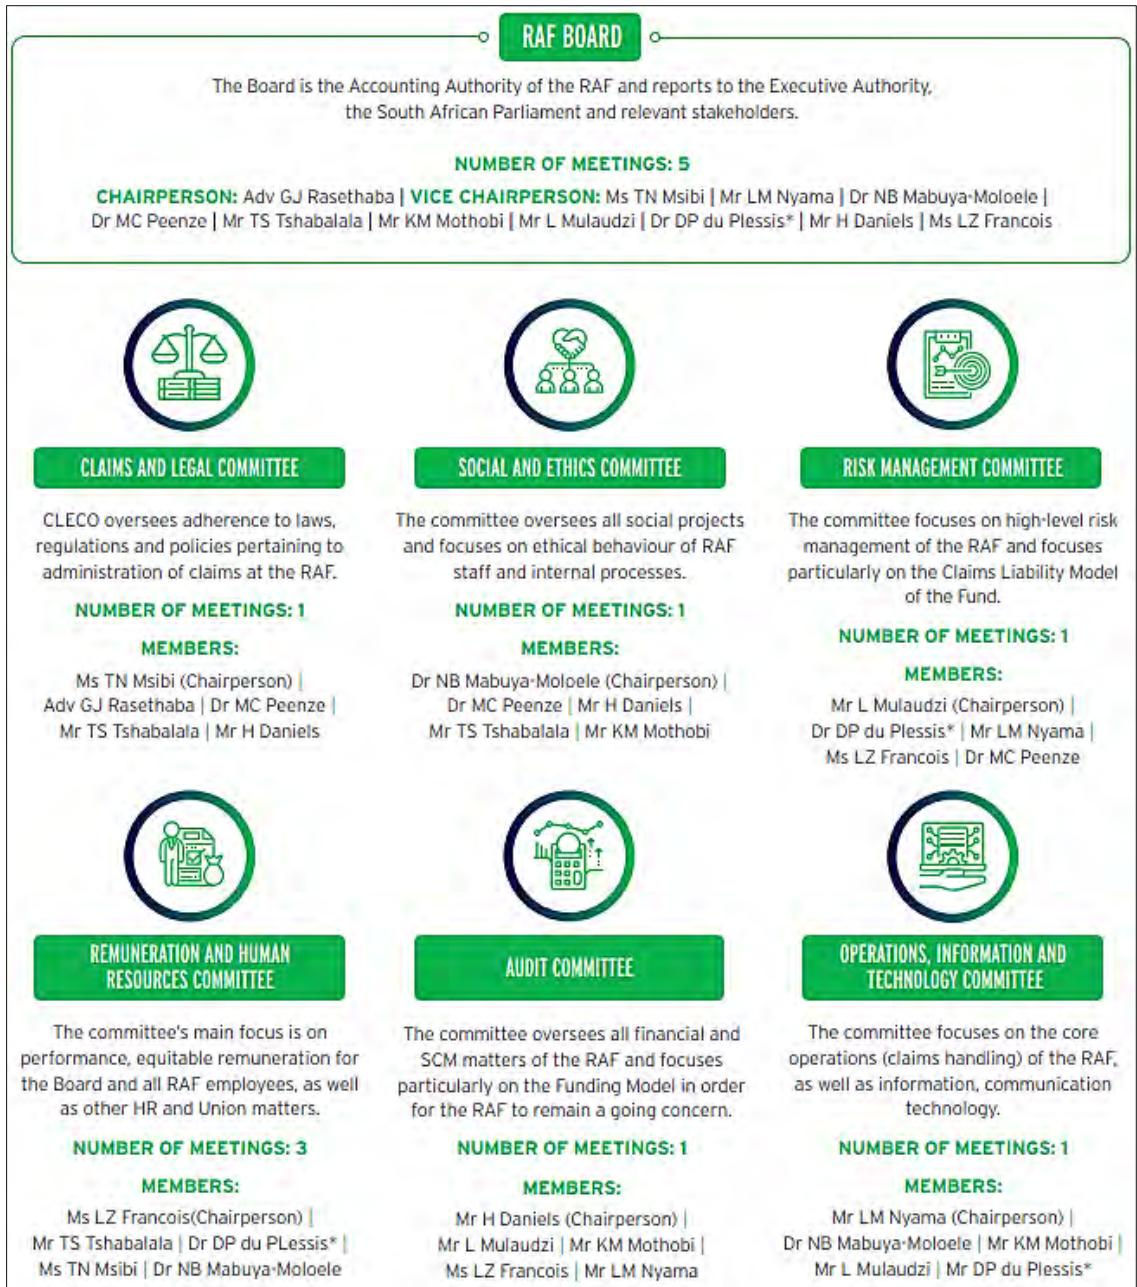 RAF BOARD
The Board is the Accounting Authority of the RAF and reports to the Executive Authority,
the South African Parliament and relevant stakeholders.
NUMBER OF MEETINGS: 5
CHAIRPERSON: Adv GJ Rasethaba | VICE CHAIRPERSON: Ms TN Msibi | Mr LM Nyama | Dr NB Mabuya-Moloele |
Dr MC Peenze | Mr TS Tshabalala | Mr KM Mothobi | Mr L Mulaudzi | Dr DP du Plessis* | Mr H Daniels | Ms LZ Francois
CLAIMS AND LEGAL COMMITTEE
CLECO oversees adherence to laws,
regulations and policies pertaining to
administration of claims at the RAF.
NUMBER OF MEETINGS: 1
MEMBERS:
Ms TN Msibi (Chairperson) |
Adv GJ Rasethaba | Dr MC Peenze |
Mr TS Tshabalala | Mr H Daniels
SOCIAL AND ETHICS COMMITTEE
The committee oversees all social projects
and focuses on ethical behaviour of RAF
staff and internal processes.
NUMBER OF MEETINGS: 1
MEMBERS:
Dr NB Mabuya-Moloele (Chairperson) |
Dr MC Peenze | Mr H Daniels |
Mr TS Tshabalala | Mr KM Mothobi
RISK MANAGEMENT COMMITTEE
The committee focuses on high-level risk
management of the RAF and focuses
particularly on the Claims Liability Model
of the Fund.
NUMBER OF MEETINGS: 1
MEMBERS:
Mr L Mulaudzi (Chairperson) |
Dr DP du Plessis* | Mr LM Nyama |
Ms LZ Francois | Dr MC Peenze
REMUNERATION AND HUMAN
RESOURCES COMMITTEE
The committee's main focus is on
performance, equitable remuneration for
the Board and all RAF employees, as well
as other HR and Union matters.
NUMBER OF MEETINGS: 3
MEMBERS:
Ms LZ Francois(Chairperson) |
Mr TS Tshabalala | Dr DP du PLessis* |
Ms TN Msibi | Dr NB Mabuya-Moloele
AUDIT COMMITTEE
The committee oversees all financial and
SCM matters of the RAF and focuses
particularly on the Funding Model in order
for the RAF to remain a going concern.
NUMBER OF MEETINGS: 1
MEMBERS:
Mr H Daniels (Chairperson) |
Mr L Mulaudzi | Mr KM Mothobi |
Ms LZ Francois | Mr LM Nyama
OPERATIONS, INFORMATION AND
TECHNOLOGY COMMITTEE
The committee focuses on the core
operations (claims handling) of the RAF,
as well as information, communication
technology.
NUMBER OF MEETINGS: 1
MEMBERS:
Mr LM Nyama (Chairperson) |
Dr NB Mabuya-Moloele | Mr KM Mothobi |
Mr L Mulaudzi | Mr DP du Plessis*